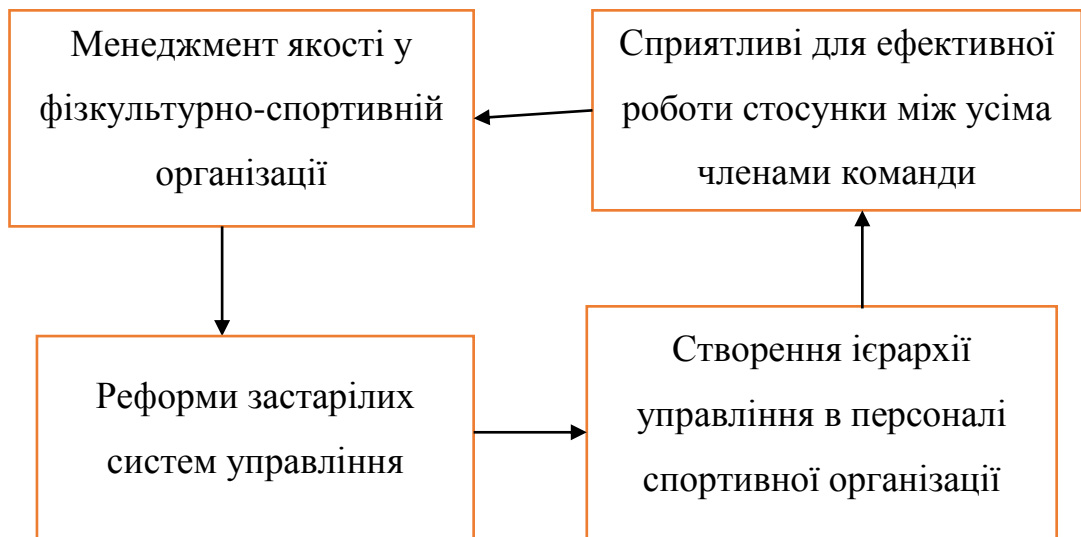 Менеджмент якості у
фізкультурно-спортивній
організації
Сприятливі для ефективної
роботи стосунки між усіма
членами команди
Реформи застарілих
систем управління
Створення ієрархії
управління в персоналі
спортивної організації